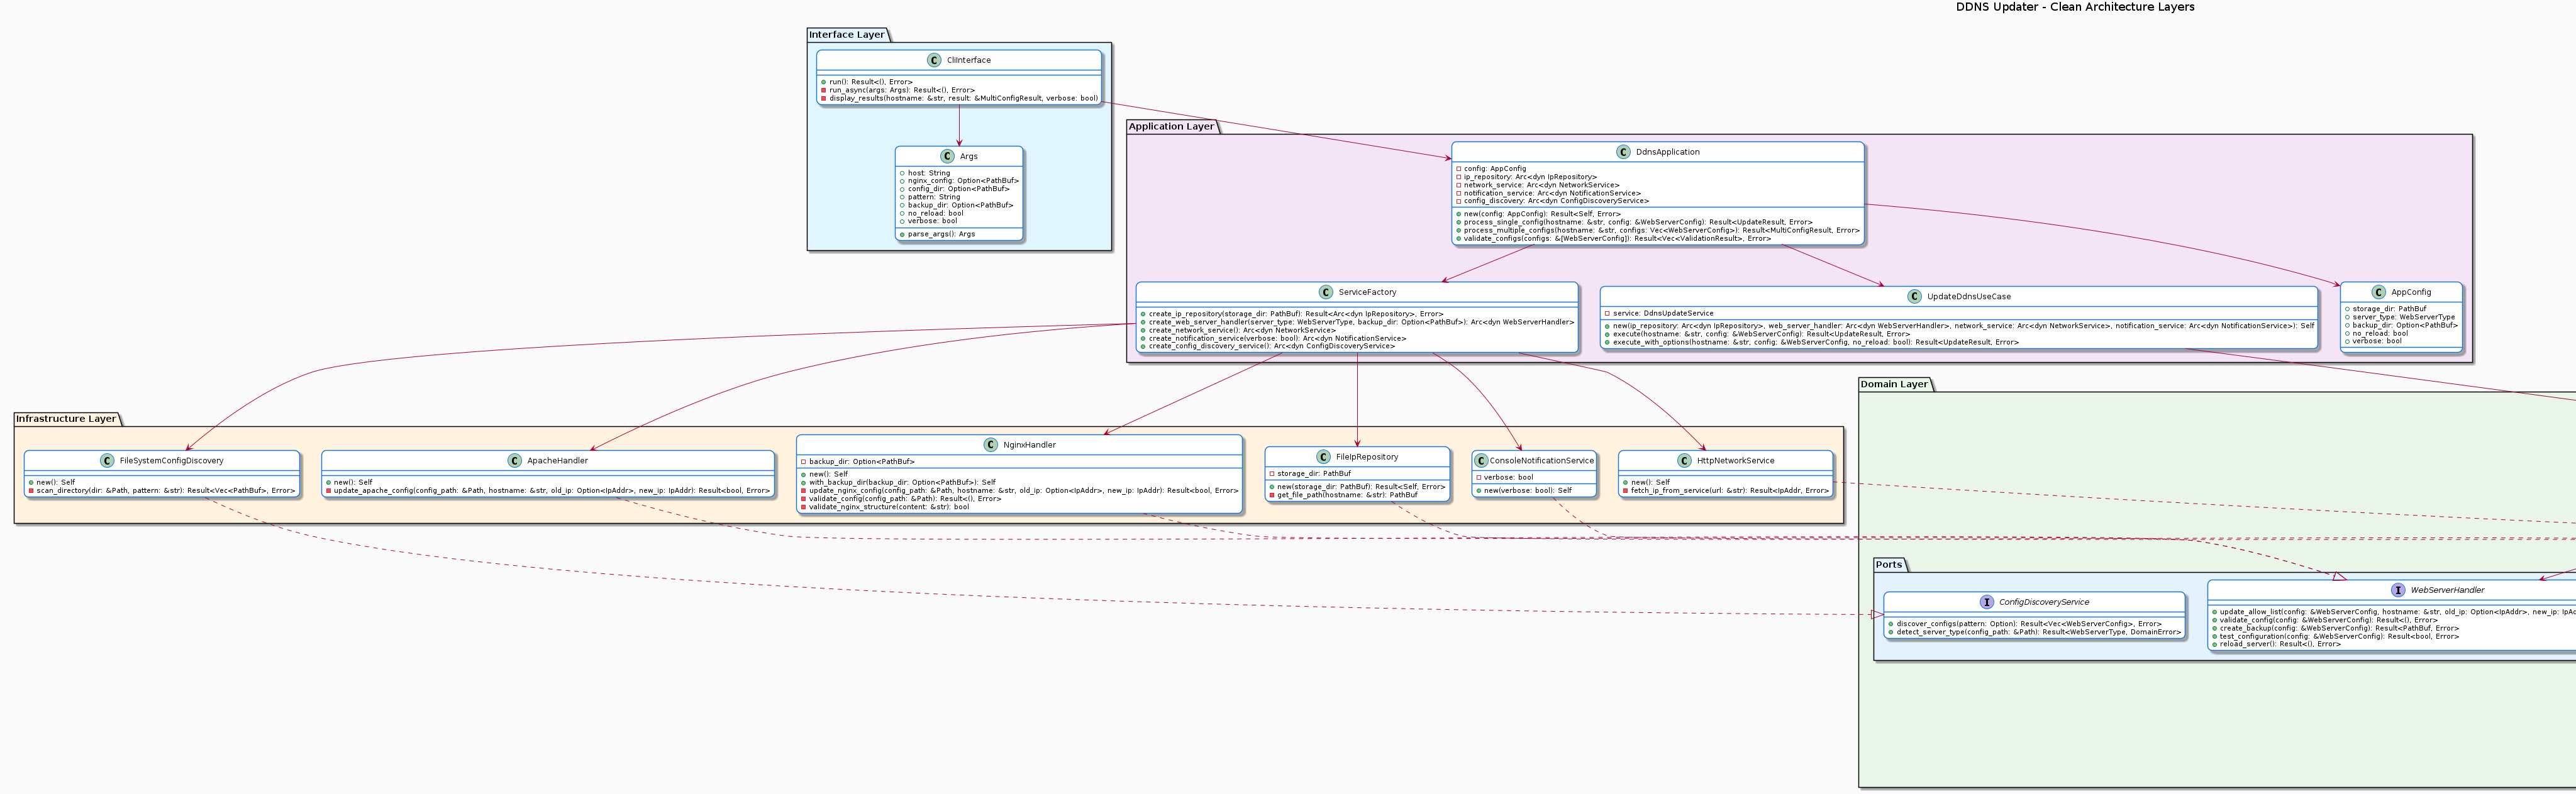 DDNS Updater - Clean Architecture Layers
Interface Layer
C CliInterface
run(): Result<(), Error>
run_async(args: Args): Result<(), Error>
display_results(hostname: &str, result: &MultiConfigResult, verbose: bool)
C Args
host: String
nginx_config: Option<PathBuf>
config_dir: Option<PathBuf>
pattern: String
backup_dir: Option<PathBuf>
no_reload: bool
verbose: bool
parse_args(): Args
Application Layer
C DdnsApplication
config: AppConfig
ip_repository: Arc<dyn IpRepository>
network_service: Arc<dyn NetworkService>
notification_service: Arc<dyn NotificationService>
config_discovery: Arc<dyn ConfigDiscoveryService>
new(config: AppConfig): Result<Self, Error>
process_single_config(hostname: &str, config: &WebServerConfig): Result<UpdateResult, Error>
process_multiple_configs(hostname: &str, configs: Vec<WebServerConfig>): Result<MultiConfigResult, Error>
validate_configs(configs: &[WebServerConfig]): Result<Vec<ValidationResult>, Error>
C ServiceFactory
create_ip_repository(storage_dir: PathBuf): Result<Arc<dyn IpRepository>, Error>
create_web_server_handler(server_type: WebServerType, backup_dir: Option<PathBuf>): Arc<dyn WebServerHandler>
create_network_service(): Arc<dyn NetworkService>
create_notification_service(verbose: bool): Arc<dyn NotificationService>
create_config_discovery_service(): Arc<dyn ConfigDiscoveryService>
C UpdateDdnsUseCase
service: DdnsUpdateService
new(ip_repository: Arc<dyn IpRepository>, web_server_handler: Arc<dyn WebServerHandler>, network_service: Arc<dyn NetworkService>, notification_service: Arc<dyn NotificationService>): Self
execute(hostname: &str, config: &WebServerConfig): Result<UpdateResult, Error>
execute_with_options(hostname: &str, config: &WebServerConfig, no_reload: bool): Result<UpdateResult, Error>
C AppConfig
storage_dir: PathBuf
server_type: WebServerType
backup_dir: Option<PathBuf>
no_reload: bool
verbose: bool
Infrastructure Layer
C FileSystemConfigDiscovery
new(): Self
scan_directory(dir: &Path, pattern: &str): Result<Vec<PathBuf>, Error>
C ApacheHandler
new(): Self
update_apache_config(config_path: &Path, hostname: &str, old_ip: Option<IpAddr>, new_ip: IpAddr): Result<bool, Error>
C NginxHandler
backup_dir: Option<PathBuf>
new(): Self
with_backup_dir(backup_dir: Option<PathBuf>): Self
update_nginx_config(config_path: &Path, hostname: &str, old_ip: Option<IpAddr>, new_ip: IpAddr): Result<bool, Error>
validate_config(config_path: &Path): Result<(), Error>
validate_nginx_structure(content: &str): bool
C FileIpRepository
storage_dir: PathBuf
new(storage_dir: PathBuf): Result<Self, Error>
get_file_path(hostname: &str): PathBuf
C ConsoleNotificationService
verbose: bool
new(verbose: bool): Self
C HttpNetworkService
new(): Self
fetch_ip_from_service(url: &str): Result<IpAddr, Error>
Domain Layer
Ports
I ConfigDiscoveryService
discover_configs(pattern: Option): Result<Vec<WebServerConfig>, Error>
detect_server_type(config_path: &Path): Result<WebServerType, DomainError>
I WebServerHandler
update_allow_list(config: &WebServerConfig, hostname: &str, old_ip: Option<IpAddr>, new_ip:
validate_config(config: &WebServerConfig): Result<(), Error>
create_backup(config: &WebServerConfig): Result<PathBuf, Error>
test_configuration(config: &WebServerConfig): Result<bool, Error>
reload_server(): Result<(), Error>